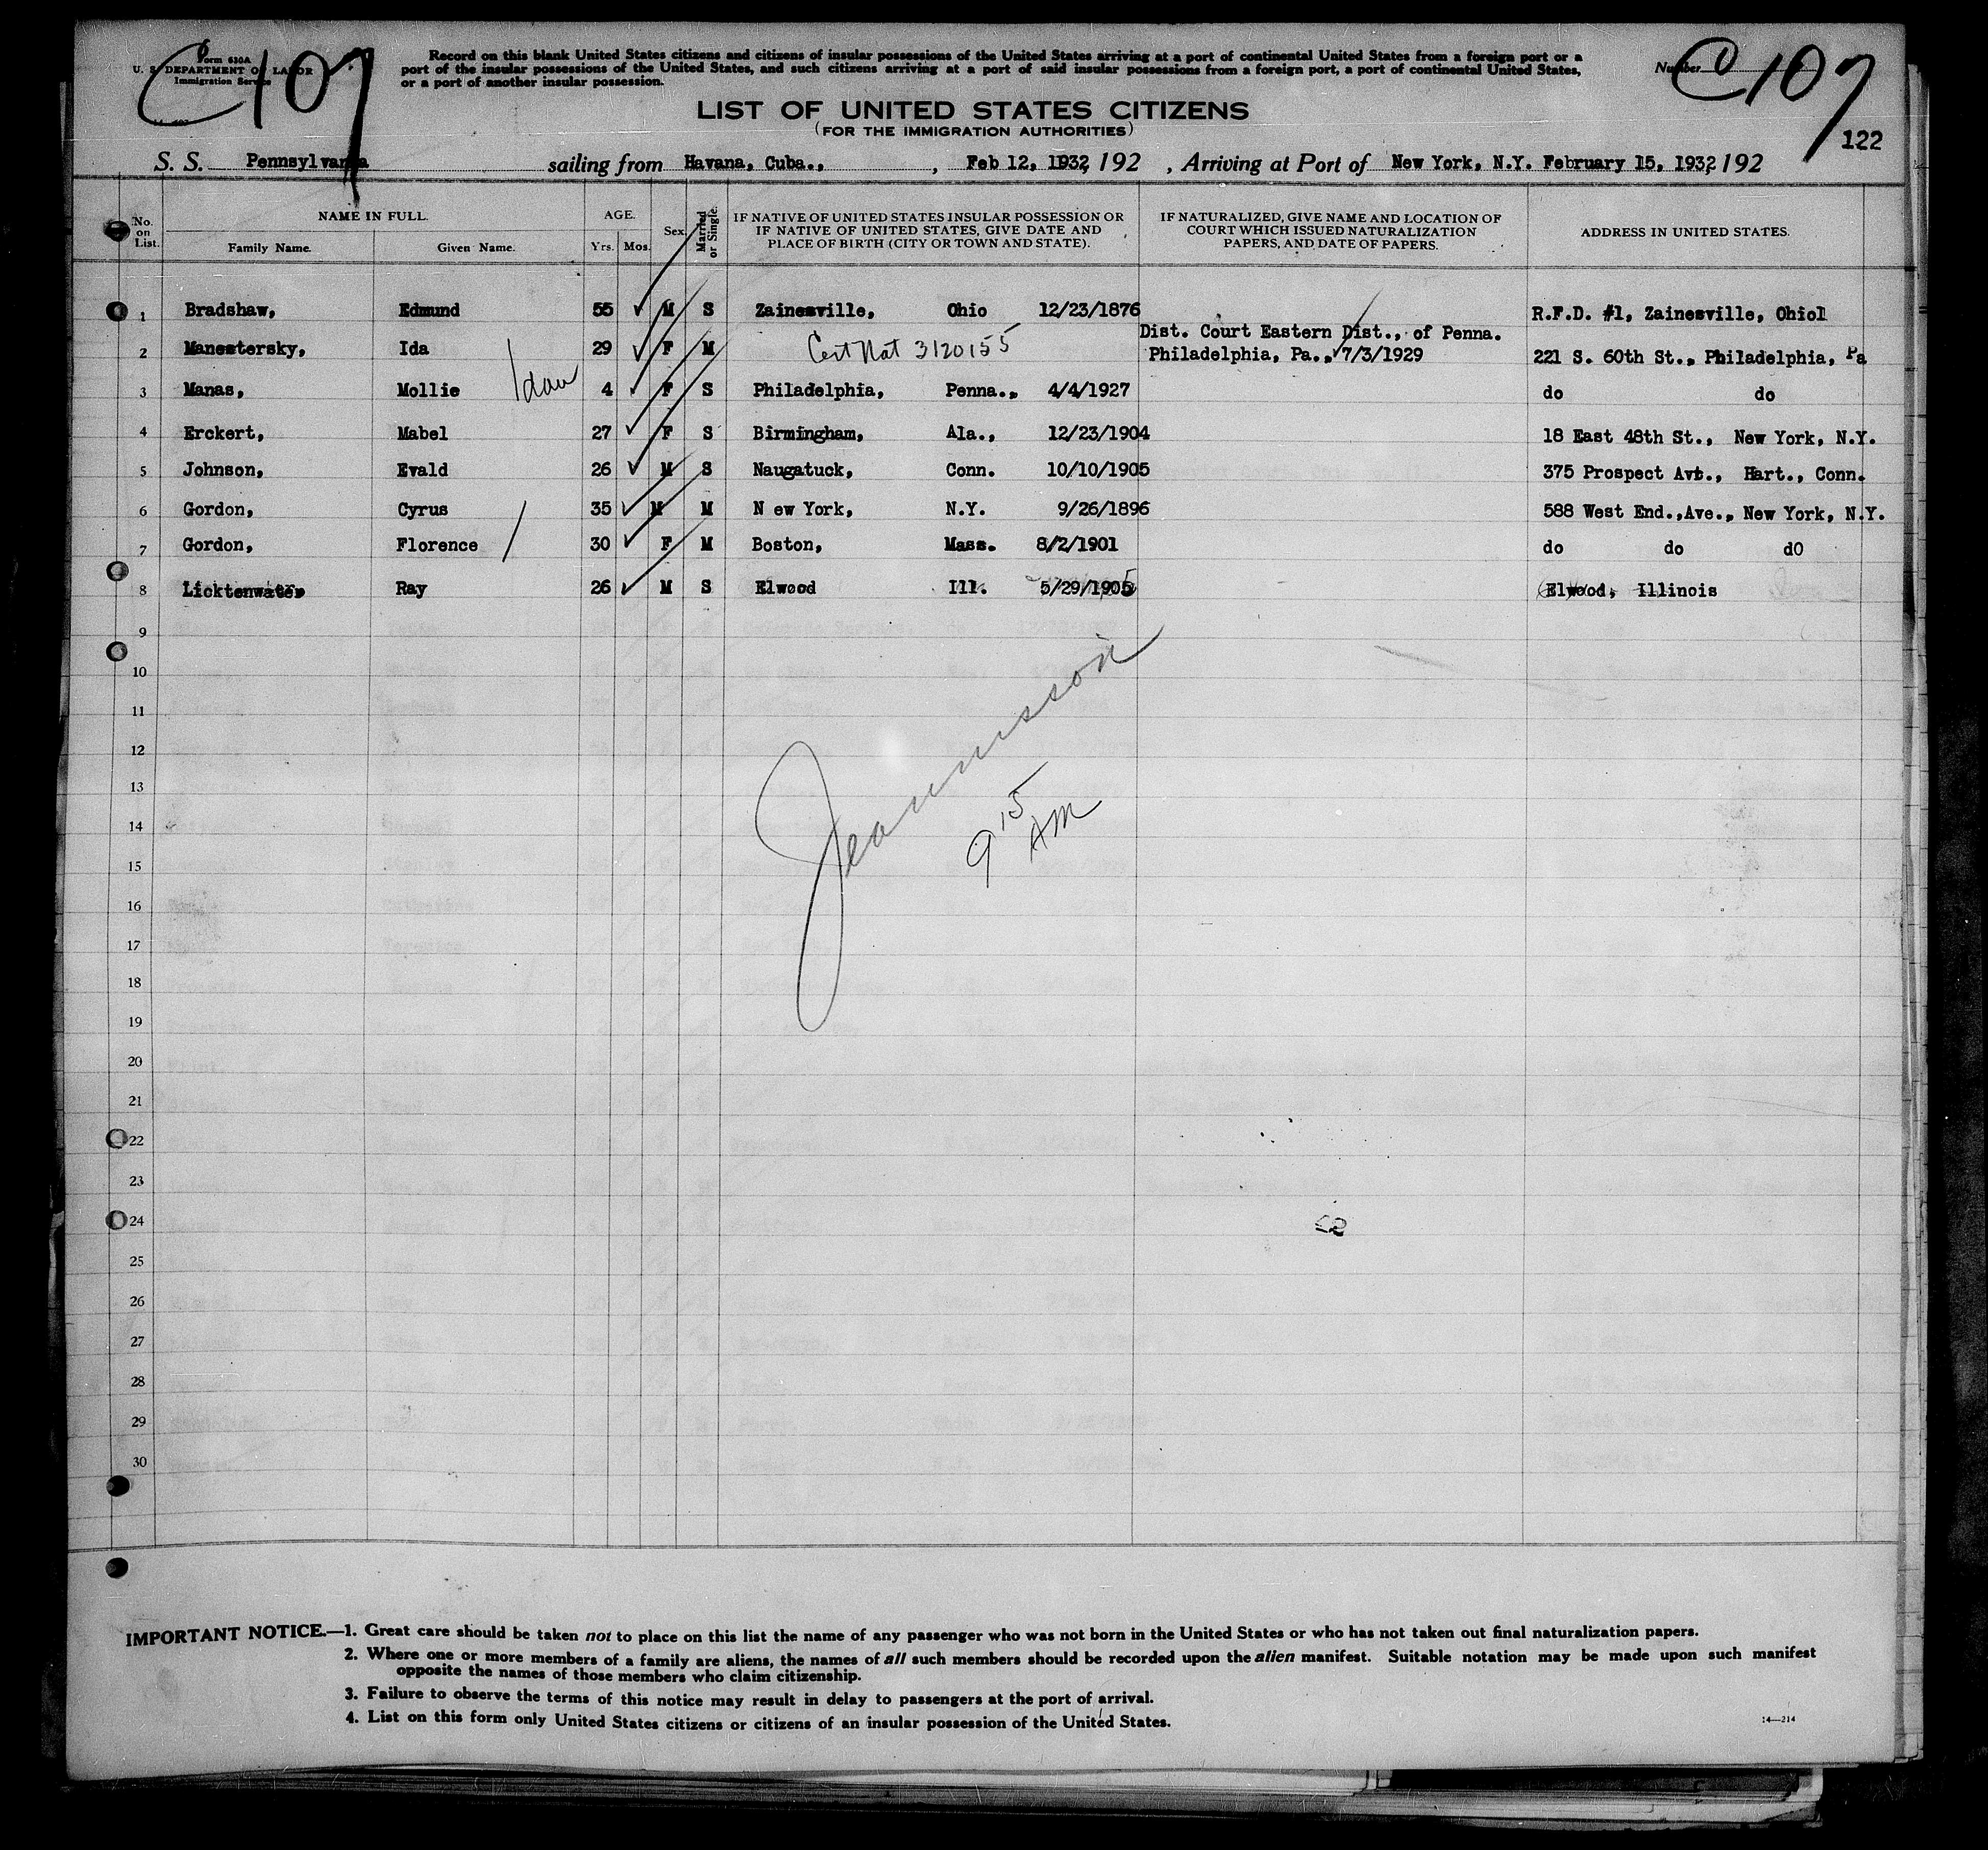 Form 630A
U. S. DEPARTMENT OF LABOR
Immigration Service
C 107
Record on this blank United States citizens and citizens of insular possessions of the United States arriving at a port of continental United States from a foreign port or a
port of the insular possessions of the United States, and such citizens arriving at a port of said insular possessions from a foreign port, a port of continental United States,
or a port of another insular possession.
Number C 107
122
LIST OF UNITED STATES CITIZENS
(FOR THE IMMIGRATION AUTHORITIES)
S. S. Pennsylvania sailing from Havana, Cuba., , Feb 12, 1932, 192 , Arriving at Port of New York, N.Y. February 15, 1932, 192
No. on List. NAME IN FULL. Family Name. Given Name. AGE. Yrs. Mos. Sex. Married or Single. IF NATIVE OF UNITED STATES INSULAR POSSESSION OR IF NATIVE OF UNITED STATES, GIVE DATE AND PLACE OF BIRTH (CITY OR TOWN AND STATE). IF NATURALIZED, GIVE NAME AND LOCATION OF COURT WHICH ISSUED NATURALIZATION PAPERS, AND DATE OF PAPERS. ADDRESS IN UNITED STATES.
1 Bradshaw, Edmund 55 M S Zainesville, Ohio 12/23/1876 R.F.D. #1, Zainesville, Ohio1
2 Manestersky, Ida 29 F M Cert Nat 3120155 Dist. Court Eastern Dist., of Penna. Philadelphia, Pa., 7/3/1929 221 S. 60th St., Philadelphia, Pa
3 Manas, Mollie dau 4 F S Philadelphia, Penna., 4/4/1927 do do
4 Erckert, Mabel 27 F S Birmingham, Ala., 12/23/1904 18 East 48th St., New York, N.Y.
5 Johnson, Evald 26 M S Naugatuck, Conn. 10/10/1905 375 Prospect Avt., Hart., Conn.
6 Gordon, Cyrus 35 M M N ew York, N.Y. 9/26/1896 588 West End.,Ave., New York, N.Y.
7 Gordon, Florence 30 F M Boston, Mass. 8/2/1901 do do d0
8 Licktenwater Ray 26 M S Elwood Ill. 5/29/1905 Elwood, Illinois
9
10
11
12
13
14
15
16
17
18
19
20
21
22
23
24
25
26
27
28
29
30
9 15 AM
IMPORTANT NOTICE.—1. Great care should be taken not to place on this list the name of any passenger who was not born in the United States or who has not taken out final naturalization papers.
2. Where one or more members of a family are aliens, the names of all such members should be recorded upon the alien manifest. Suitable notation may be made upon such manifest
opposite the names of those members who claim citizenship.
3. Failure to observe the terms of this notice may result in delay to passengers at the port of arrival.
4. List on this form only United States citizens or citizens of an insular possession of the United States.
14—214